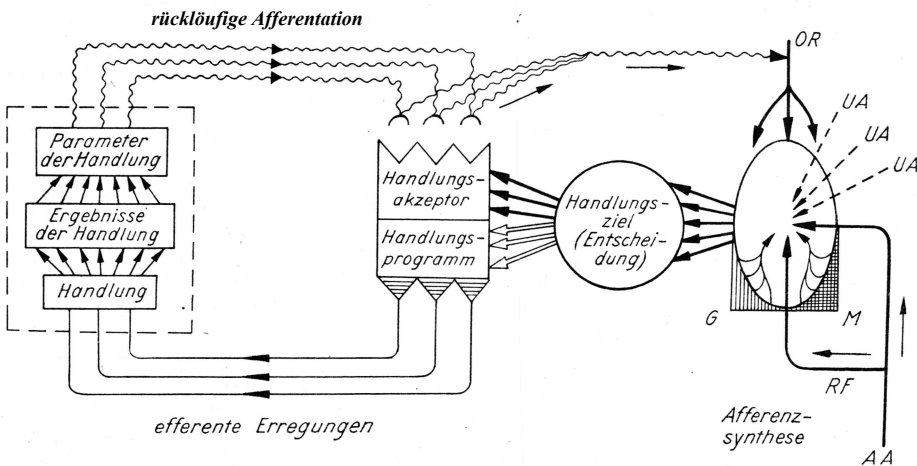 rücklöufige Afferentation
OR
UA
UA
UA
Parameter
der Handlung
Ergebnisse
der Handlung
Handlung
Handlungs-
akzeptor
Handlungs-
programm
Handlungs-
ziel
(Entschei-
dung)
G
M
RF
efferente Erregungen
Afferenz-
synthese
AA